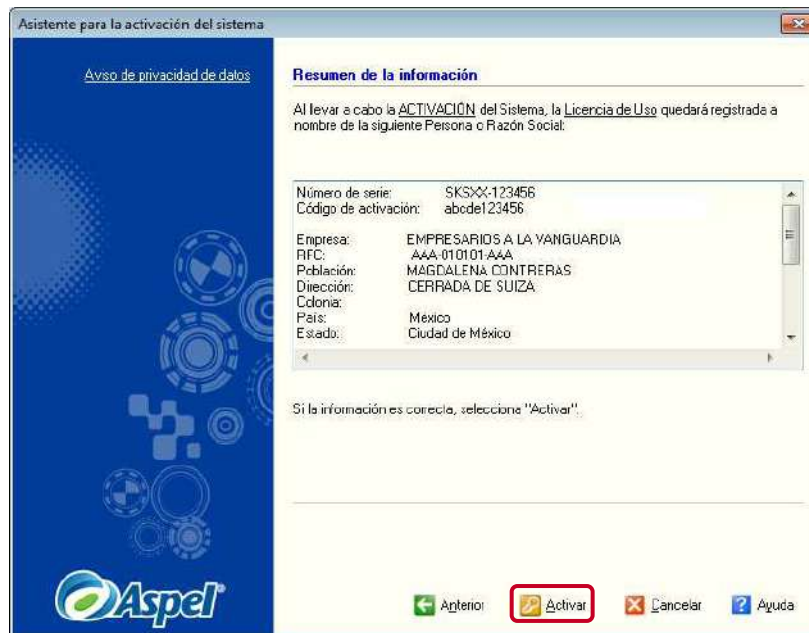 Asistente para la activación del sistema
Aviso de privacidad de datos
Resumen de la información
Al llevar a cabo la ACTIVACIÓN del Sistema, la Licencia de Uso quedará registrada a
nombre de la siguiente Persona o Razón Social:
Número de serie: SKSXX-123456
Código de activación: abcde123456
Empresa: EMPRESARIOS A LA VANGUARDIA
RFC: AAA-010101-AAA
Población: MAGDALENA CONTRERAS
Dirección: CERRADA DE SUIZA
Colonia:
País: México
Estado: Ciudad de México
Si la información es correcta, selecciona "Activar".
Aspel
Anterior Activar Cancelar Ayuda